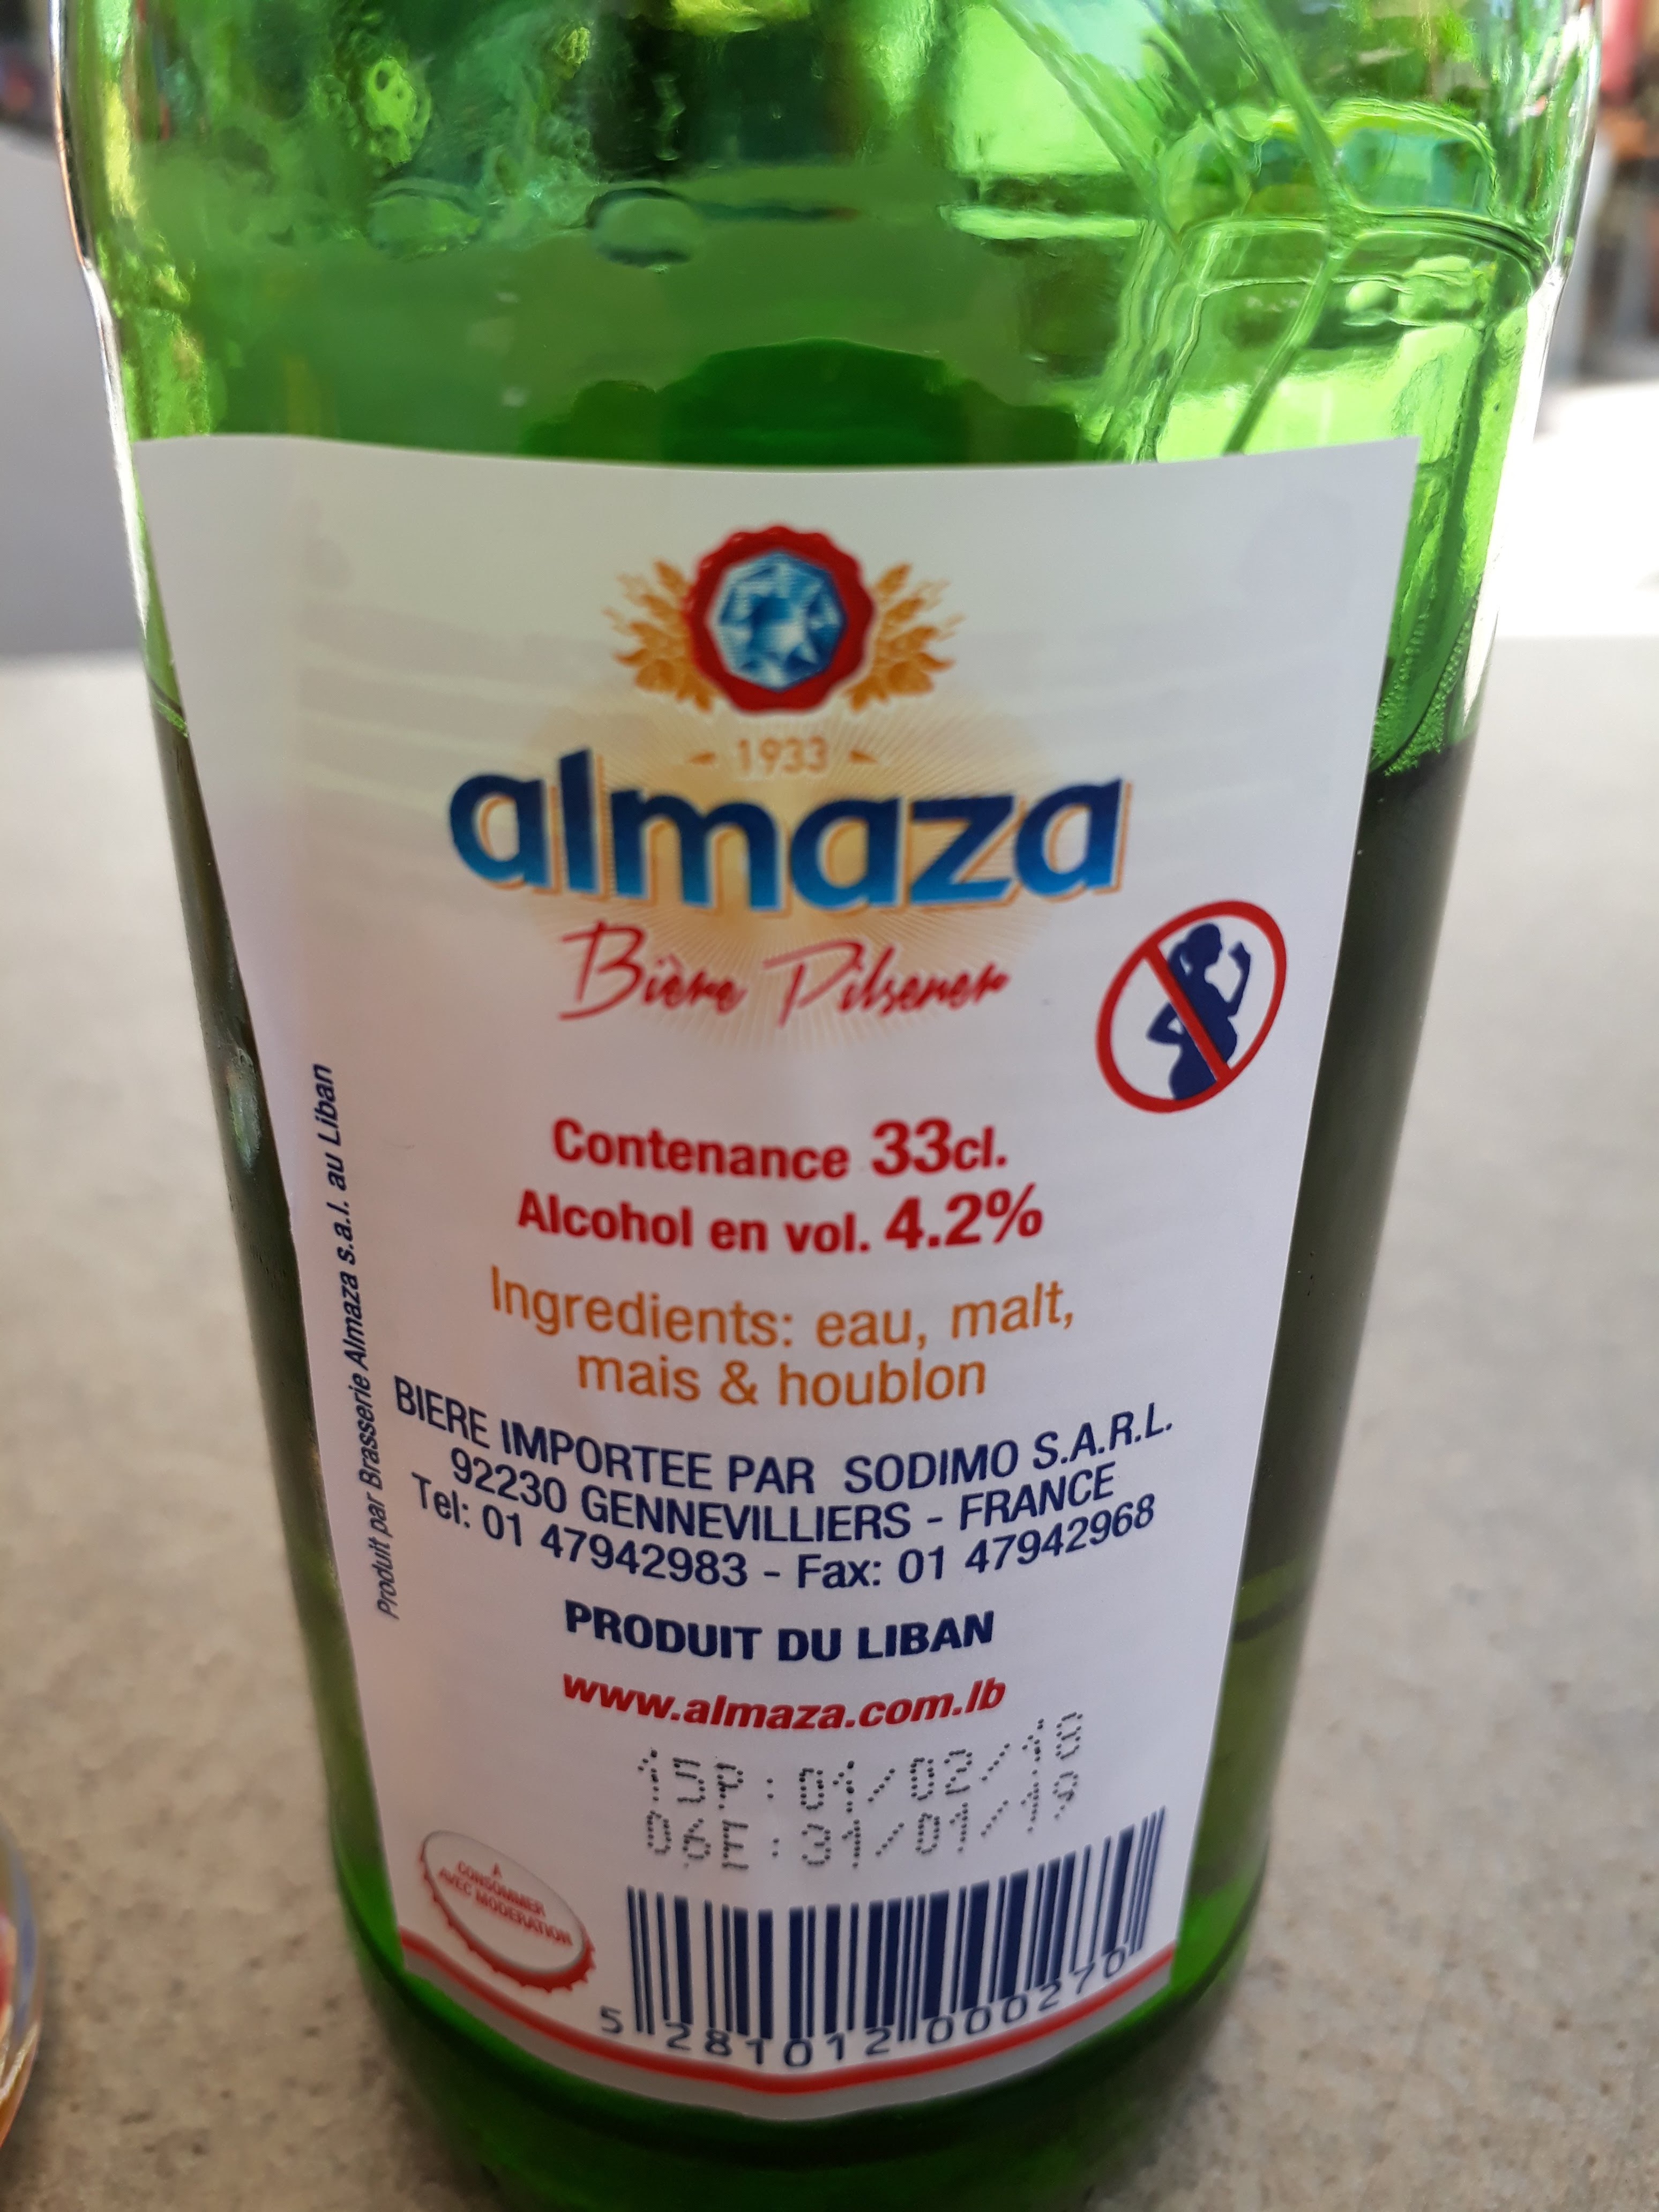 1933
almaza
Bière Pilsener
Contenance 33cl.
Alcohol en vol. 4.2%
Ingredients: eau, malt,
mais & houblon
BIERE IMPORTEE PAR SODIMO S.A.R.L.
92230 GENNEVILLIERS - FRANCE
Tel: 01 47942983 - Fax: 01 47942968
PRODUIT DU LIBAN
www.almaza.com.lb
15P:01/02/18
06E:31/01/19
Produit par Brasserie Almaza s.a.l. au Liban
A
CONSOMMER
AVEC MODERATION
5 281012 000270